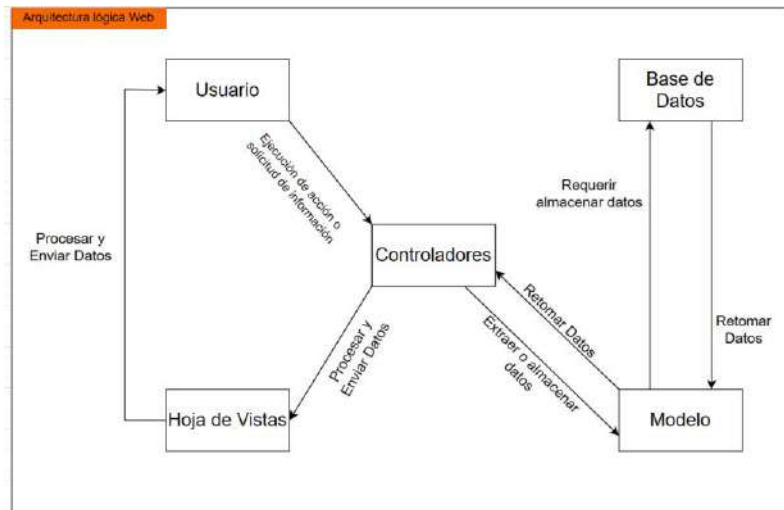 Arquitectura lógica Web
Usuario
Base de
Datos
Ejecución de acción o
solicitud de información
Requerir
almacenar datos
Procesar y
Enviar Datos
Controladores
Retomar Datos
Retomar
Datos
Procesar y
Enviar Datos
Extraer o almacenar
datos
Hoja de Vistas
Modelo